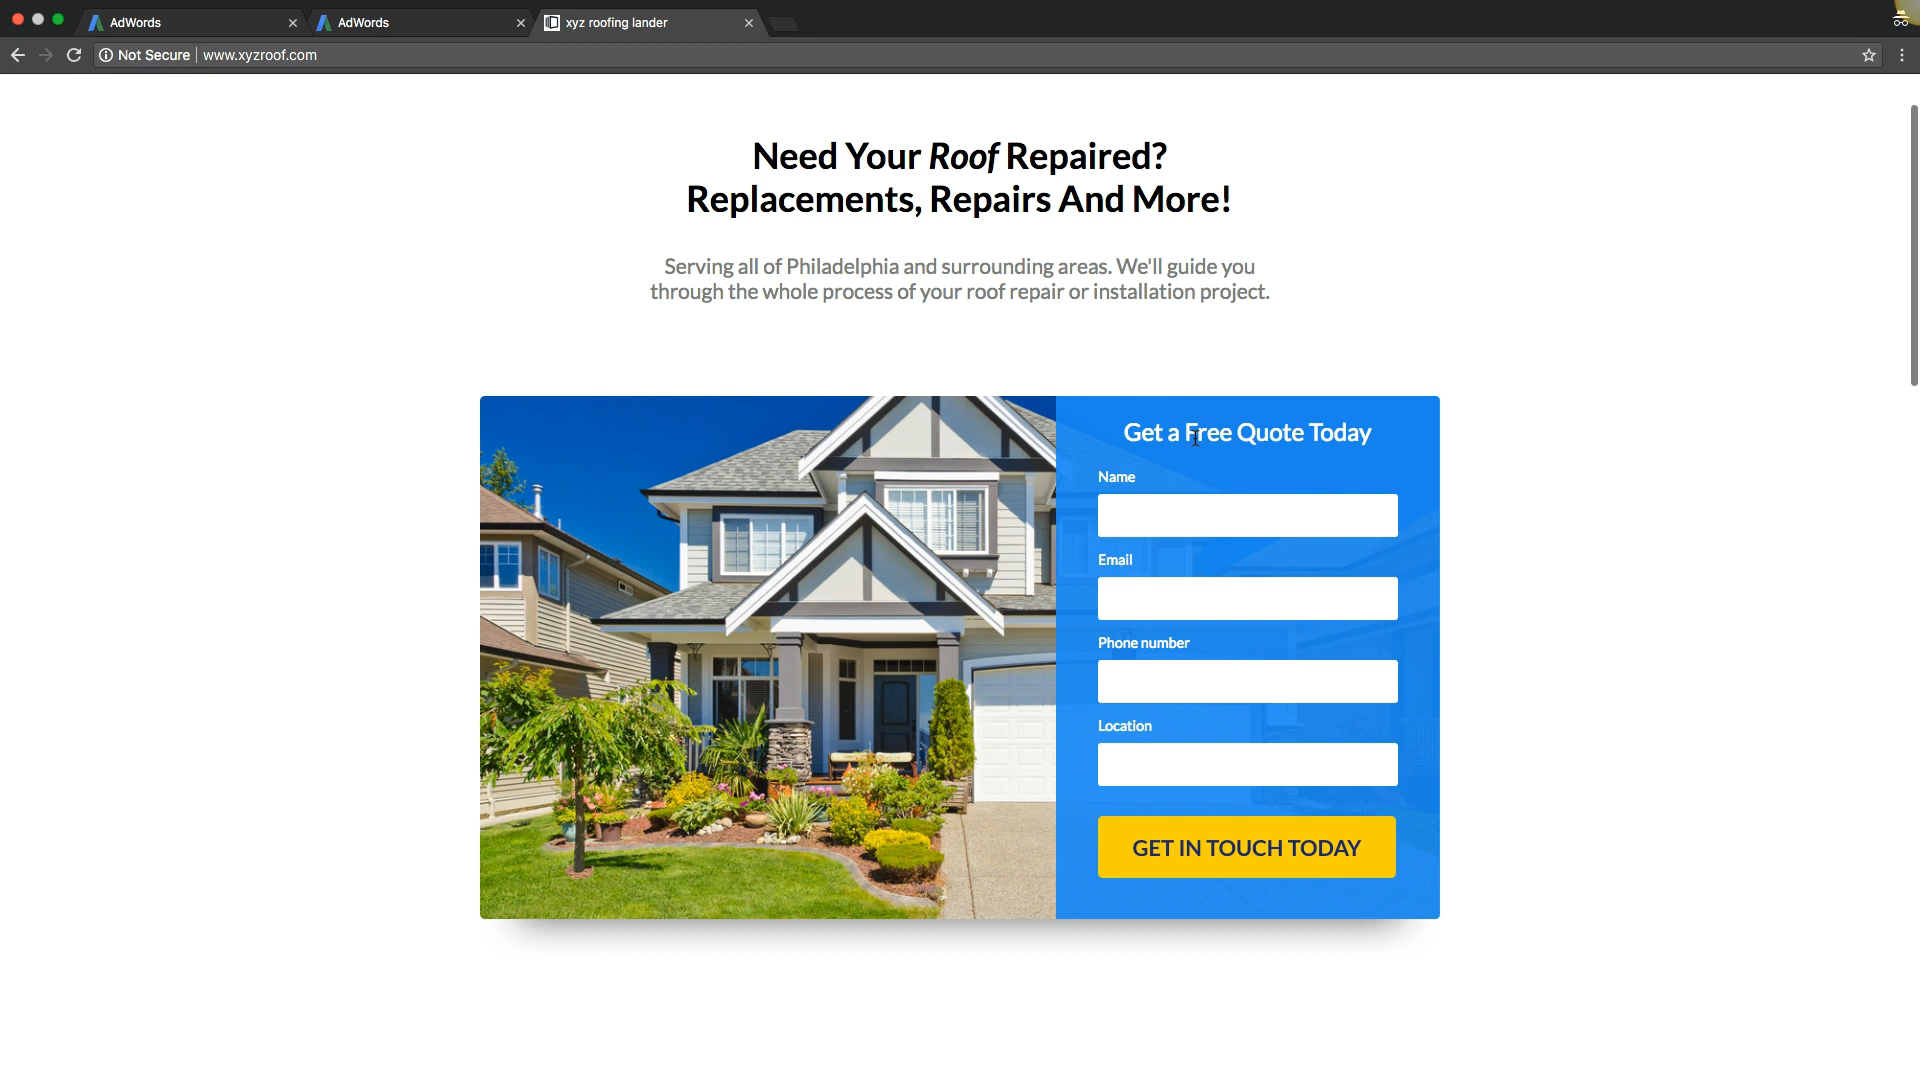 AdWords
AdWords
xyz roofing lander
Not Secure
www.xyzroof.com
Need Your Roof Repaired?
Replacements, Repairs And More!
Serving all of Philadelphia and surrounding areas. We'll guide you
through the whole process of your roof repair or installation project.
Get a Free Quote Today
Name
Email
Phone number
Location
GET IN TOUCH TODAY